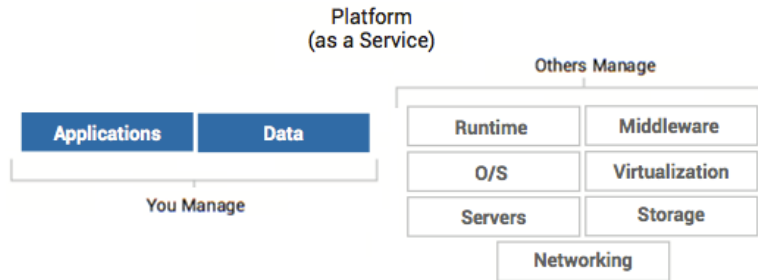 Platform
(as a Service)
Others Manage
Applications Data
Runtime Middleware
O/S Virtualization
You Manage
Servers Storage
Networking